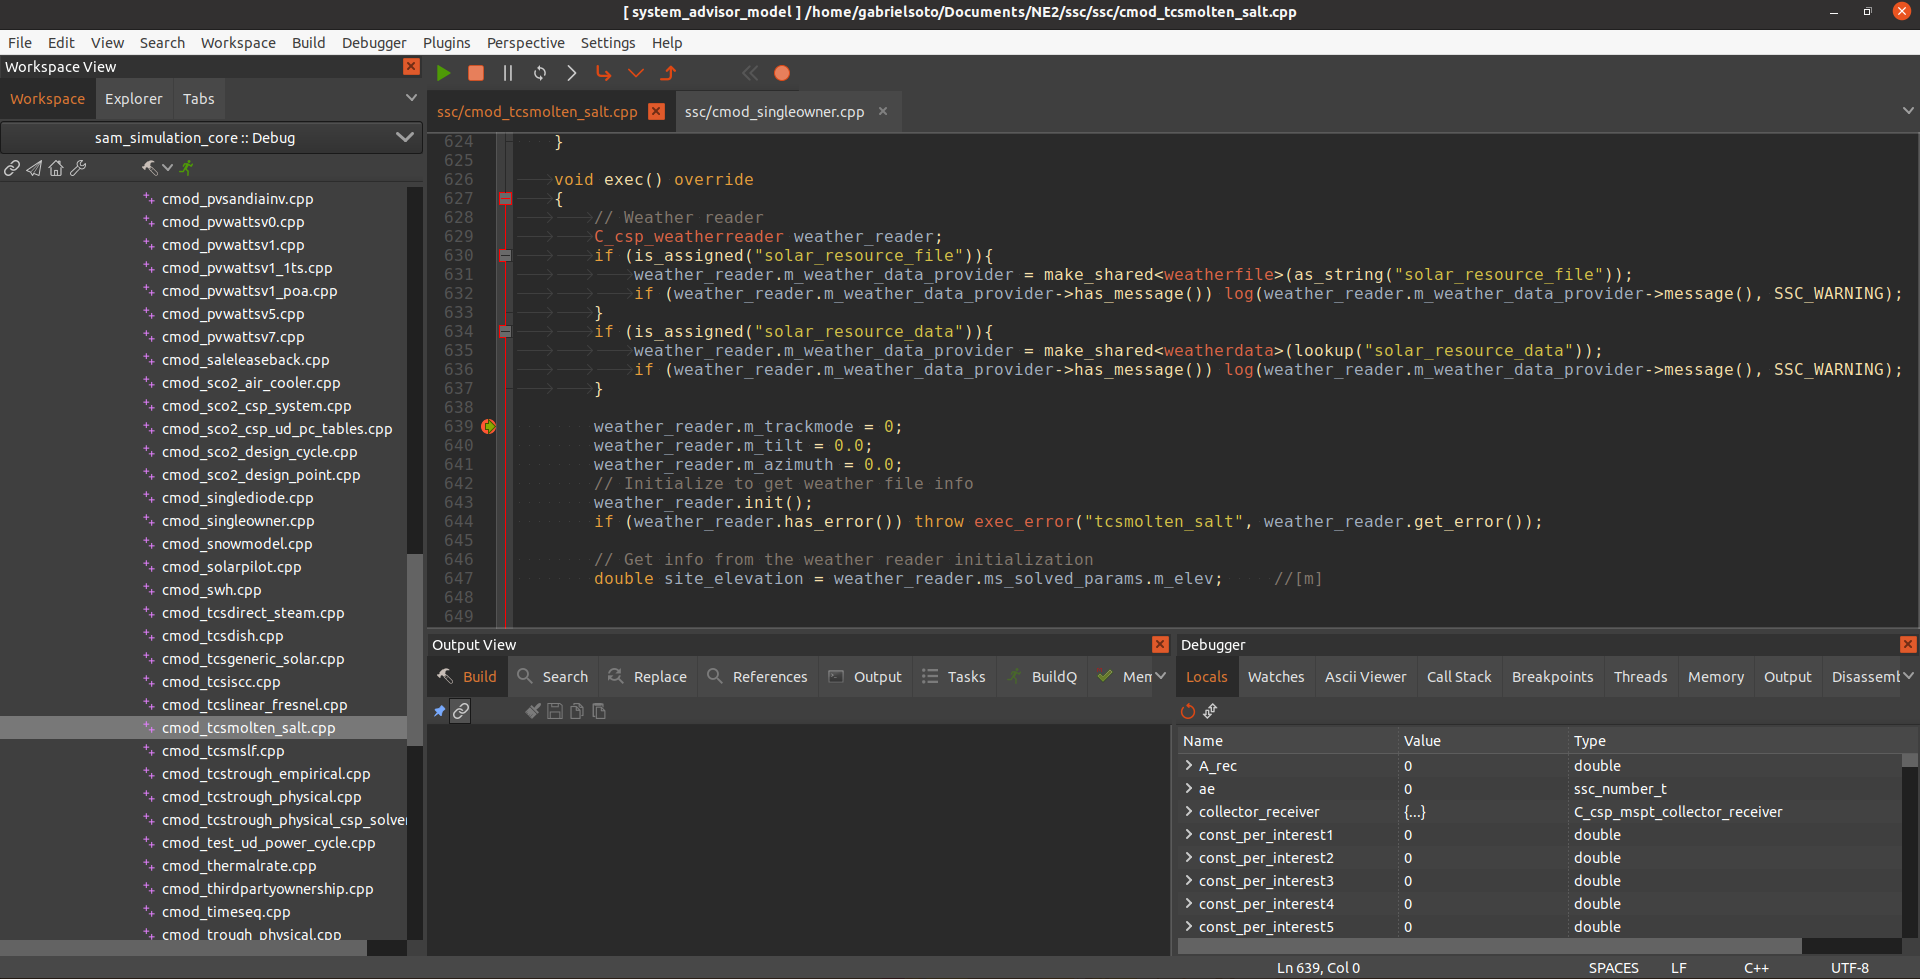 [ system_advisor_model ] /home/gabrielsoto/Documents/NE2/ssc/ssc/cmod_tcsmolten_salt.cpp
File Edit View Search Workspace Build Debugger Plugins Perspective Settings Help
Workspace View
Workspace Explorer Tabs
sam_simulation_core :: Debug
cmod_pvsandiainv.cpp
cmod_pvwattsv0.cpp
cmod_pvwattsv1.cpp
cmod_pvwattsv1_1ts.cpp
cmod_pvwattsv1_poa.cpp
cmod_pvwattsv5.cpp
cmod_pvwattsv7.cpp
cmod_saleleaseback.cpp
cmod_sco2_air_cooler.cpp
cmod_sco2_csp_system.cpp
cmod_sco2_csp_ud_pc_tables.cpp
cmod_sco2_design_cycle.cpp
cmod_sco2_design_point.cpp
cmod_singlediode.cpp
cmod_singleowner.cpp
cmod_snowmodel.cpp
cmod_solarpilot.cpp
cmod_swh.cpp
cmod_tcsdirect_steam.cpp
cmod_tcsdish.cpp
cmod_tcsgeneric_solar.cpp
cmod_tcsiscc.cpp
cmod_tcslinear_fresnel.cpp
cmod_tcsmolten_salt.cpp
cmod_tcsmslf.cpp
cmod_tcstrough_empirical.cpp
cmod_tcstrough_physical.cpp
cmod_tcstrough_physical_csp_solver
cmod_test_ud_power_cycle.cpp
cmod_thermalrate.cpp
cmod_thirdpartyownership.cpp
cmod_timeseq.cpp
cmod_trough_physical.cpp
ssc/cmod_tcsmolten_salt.cpp ssc/cmod_singleowner.cpp
624 }
625
626 void exec() override
627 {
628 // Weather reader
629 C_csp_weatherreader weather_reader;
630 if (is_assigned("solar_resource_file")){
631 weather_reader.m_weather_data_provider = make_shared<weatherfile>(as_string("solar_resource_file"));
632 if (weather_reader.m_weather_data_provider->has_message()) log(weather_reader.m_weather_data_provider->message(), SSC_WARNING);
633 }
634 if (is_assigned("solar_resource_data")){
635 weather_reader.m_weather_data_provider = make_shared<weatherdata>(lookup("solar_resource_data"));
636 if (weather_reader.m_weather_data_provider->has_message()) log(weather_reader.m_weather_data_provider->message(), SSC_WARNING);
637 }
638
639 weather_reader.m_trackmode = 0;
640 weather_reader.m_tilt = 0.0;
641 weather_reader.m_azimuth = 0.0;
642 // Initialize to get weather file info
643 weather_reader.init();
644 if (weather_reader.has_error()) throw exec_error("tcsmolten_salt", weather_reader.get_error());
645
646 // Get info from the weather reader initialization
647 double site_elevation = weather_reader.ms_solved_params.m_elev; //[m]
648
649
Output View
Build Search Replace References Output Tasks BuildQ Mem
Debugger
Locals Watches Ascii Viewer Call Stack Breakpoints Threads Memory Output Disassemb
Name Value Type
A_rec 0 double
ae 0 ssc_number_t
collector_receiver {...} C_csp_mspt_collector_receiver
const_per_interest1 0 double
const_per_interest2 0 double
const_per_interest3 0 double
const_per_interest4 0 double
const_per_interest5 0 double
Ln 639, Col 0 SPACES LF C++ UTF-8